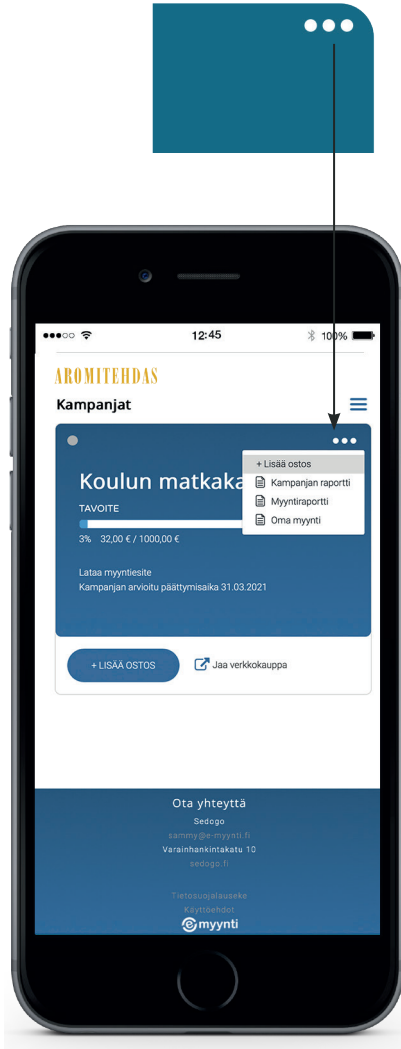 12:45
100%
AROMITEHDAS
Kampanjat
Koulun matkaka
+ Lisää ostos
Kampanjan raportti
Myyntiraportti
Oma myynti
TAVOITE
3% 32,00 € / 1000,00 €
Lataa myyntiesite
Kampanjan arvioitu päättymisaika 31.03.2021
+ LISÄÄ OSTOS
Jaa verkkokauppa
Ota yhteyttä
Sedogo
sammy@e-myynti.fi
Varainhankintakatu 10
sedogo.fi
Tietosuojalauseke
Käyttöehdot
e myynti